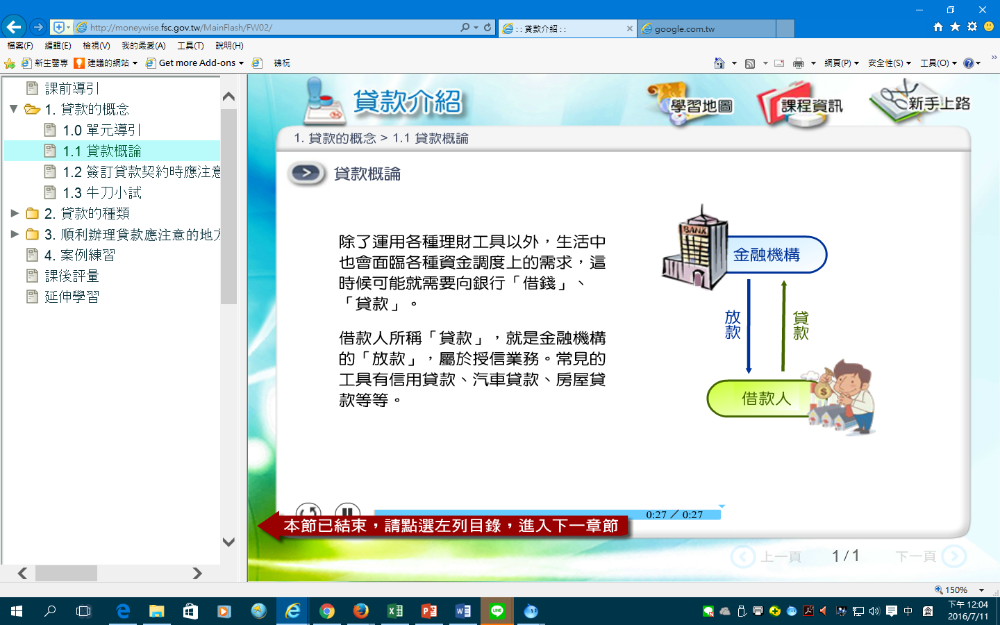 http://moneywise.fsc.gov.tw/MainFlash/FW02/
: : 貸款介紹 : :
google.com.tw
檔案(F) 編輯(E) 檢視(V) 我的最愛(A) 工具(T) 說明(H)
新生醫專 建議的網站 Get more Add-ons
網頁(P) 安全性(S) 工具(O)
課前導引
1. 貸款的概念
1.0 單元導引
1.1 貸款概論
1.2 簽訂貸款契約時應注意
1.3 牛刀小試
2. 貸款的種類
3. 順利辦理貸款應注意的地方
4. 案例練習
課後評量
延伸學習
貸款介紹
學習地圖
課程資訊
新手上路
1. 貸款的概念 > 1.1 貸款概論
貸款概論
除了運用各種理財工具以外，生活中
也會面臨各種資金調度上的需求，這
時候可能就需要向銀行「借錢」、
「貸款」。
借款人所稱「貸款」，就是金融機構
的「放款」，屬於授信業務。常見的
工具有信用貸款、汽車貸款、房屋貸
款等等。
BANK
金融機構
放款
貸款
借款人
$
0:27 / 0:27
本節已結束，請點選左列目錄，進入下一章節
上一頁 1 / 1 下一頁
150%
中
下午 12:04
2016/7/11